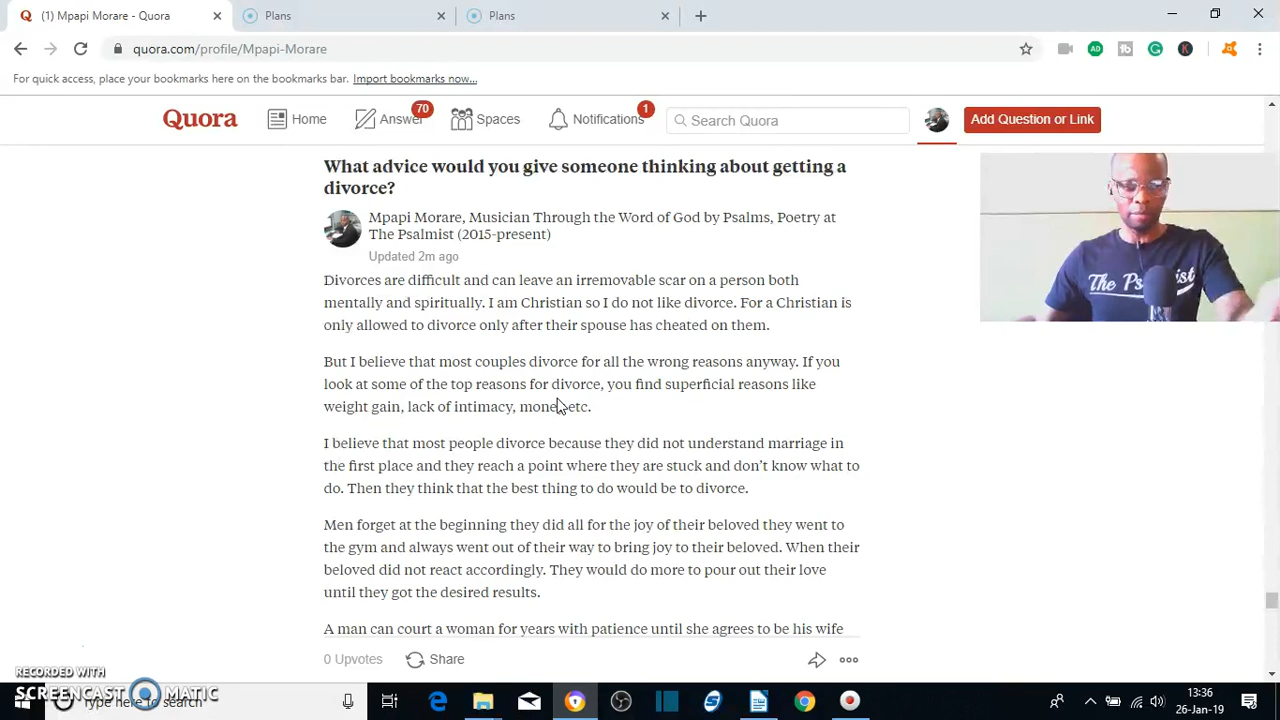 (1) Mpapi Morare - Quora
Plans
Plans
quora.com/profile/Mpapi-Morare
For quick access, place your bookmarks here on the bookmarks bar. Import bookmarks now...
Quora
Home
Answer
70
Spaces
Notifications
1
Search Quora
Add Question or Link
What advice would you give someone thinking about getting a
divorce?
Mpapi Morare, Musician Through the Word of God by Psalms, Poetry at
The Psalmist (2015-present)
Updated 2m ago
Divorces are difficult and can leave an irremovable scar on a person both
mentally and spiritually. I am Christian so I do not like divorce. For a Christian is
only allowed to divorce only after their spouse has cheated on them.
But I believe that most couples divorce for all the wrong reasons anyway. If you
look at some of the top reasons for divorce, you find superficial reasons like
weight gain, lack of intimacy, money etc.
I believe that most people divorce because they did not understand marriage in
the first place and they reach a point where they are stuck and don’t know what to
do. Then they think that the best thing to do would be to divorce.
Men forget at the beginning they did all for the joy of their beloved they went to
the gym and always went out of their way to bring joy to their beloved. When their
beloved did not react accordingly. They would do more to pour out their love
until they got the desired results.
A man can court a woman for years with patience until she agrees to be his wife
0 Upvotes
Share
The
RECORDED WITH
SCREENCAST MATIC
Type here to search
13:36
26-Jan-19